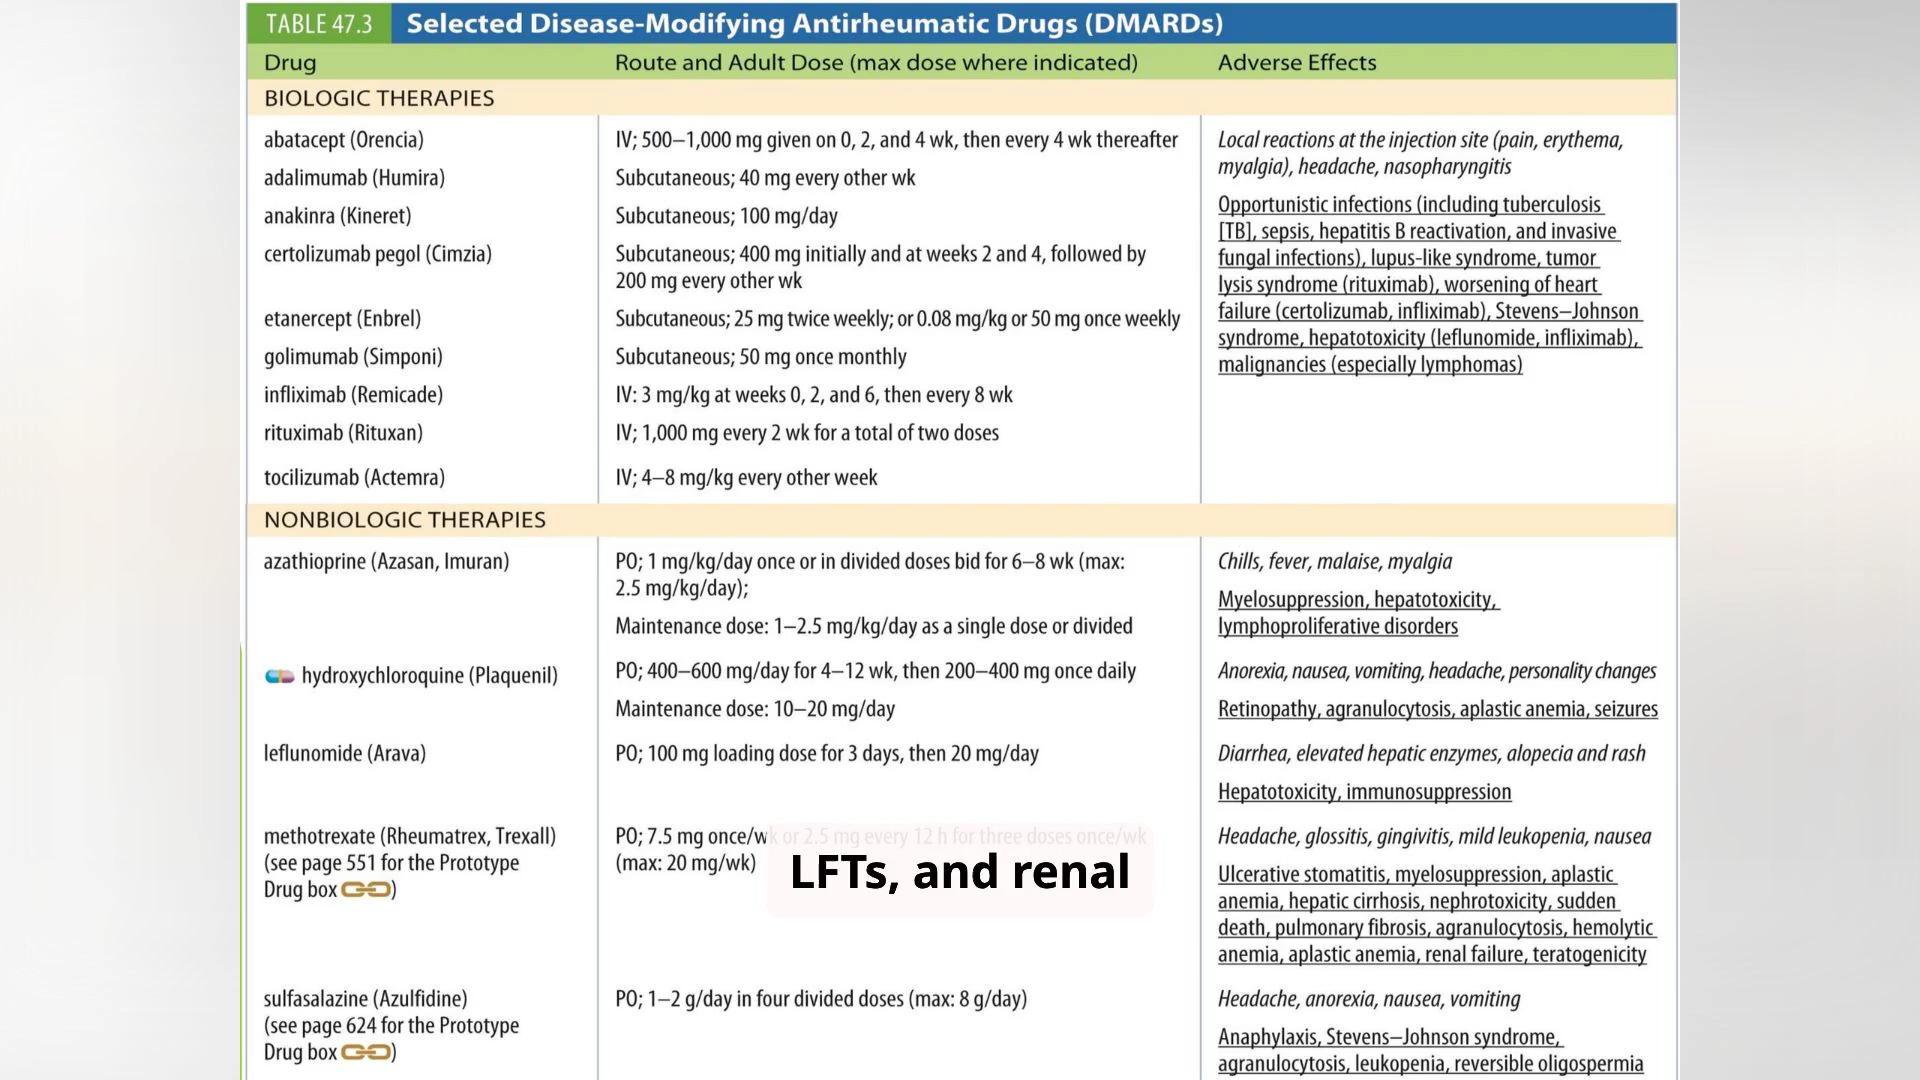 TABLE 47.3 Selected Disease-Modifying Antirheumatic Drugs (DMARDs)
Drug Route and Adult Dose (max dose where indicated) Adverse Effects
BIOLOGIC THERAPIES
abatacept (Orencia) IV; 500–1,000 mg given on 0, 2, and 4 wk, then every 4 wk thereafter
adalimumab (Humira) Subcutaneous; 40 mg every other wk
anakinra (Kineret) Subcutaneous; 100 mg/day
certolizumab pegol (Cimzia) Subcutaneous; 400 mg initially and at weeks 2 and 4, followed by
200 mg every other wk
etanercept (Enbrel) Subcutaneous; 25 mg twice weekly; or 0.08 mg/kg or 50 mg once weekly
golimumab (Simponi) Subcutaneous; 50 mg once monthly
infliximab (Remicade) IV: 3 mg/kg at weeks 0, 2, and 6, then every 8 wk
rituximab (Rituxan) IV; 1,000 mg every 2 wk for a total of two doses
tocilizumab (Actemra) IV; 4–8 mg/kg every other week
Local reactions at the injection site (pain, erythema,
myalgia), headache, nasopharyngitis
Opportunistic infections (including tuberculosis
[TB], sepsis, hepatitis B reactivation, and invasive
fungal infections), lupus-like syndrome, tumor
lysis syndrome (rituximab), worsening of heart
failure (certolizumab, infliximab), Stevens–Johnson
syndrome, hepatotoxicity (leflunomide, infliximab),
malignancies (especially lymphomas)
NONBIOLOGIC THERAPIES
azathioprine (Azasan, Imuran)
PO; 1 mg/kg/day once or in divided doses bid for 6–8 wk (max:
2.5 mg/kg/day);
Maintenance dose: 1–2.5 mg/kg/day as a single dose or divided
Chills, fever, malaise, myalgia
Myelosuppression, hepatotoxicity,
lymphoproliferative disorders
hydroxychloroquine (Plaquenil)
PO; 400–600 mg/day for 4–12 wk, then 200–400 mg once daily
Maintenance dose: 10–20 mg/day
Anorexia, nausea, vomiting, headache, personality changes
Retinopathy, agranulocytosis, aplastic anemia, seizures
leflunomide (Arava)
PO; 100 mg loading dose for 3 days, then 20 mg/day
Diarrhea, elevated hepatic enzymes, alopecia and rash
Hepatotoxicity, immunosuppression
methotrexate (Rheumatrex, Trexall)
(see page 551 for the Prototype
Drug box )
PO; 7.5 mg once/wk or 2.5 mg every 12 h for three doses once/wk
(max: 20 mg/wk)
LFTs, and renal
Headache, glossitis, gingivitis, mild leukopenia, nausea
Ulcerative stomatitis, myelosuppression, aplastic
anemia, hepatic cirrhosis, nephrotoxicity, sudden
death, pulmonary fibrosis, agranulocytosis, hemolytic
anemia, aplastic anemia, renal failure, teratogenicity
sulfasalazine (Azulfidine)
(see page 624 for the Prototype
Drug box )
PO; 1–2 g/day in four divided doses (max: 8 g/day)
Headache, anorexia, nausea, vomiting
Anaphylaxis, Stevens–Johnson syndrome,
agranulocytosis, leukopenia, reversible oligospermia